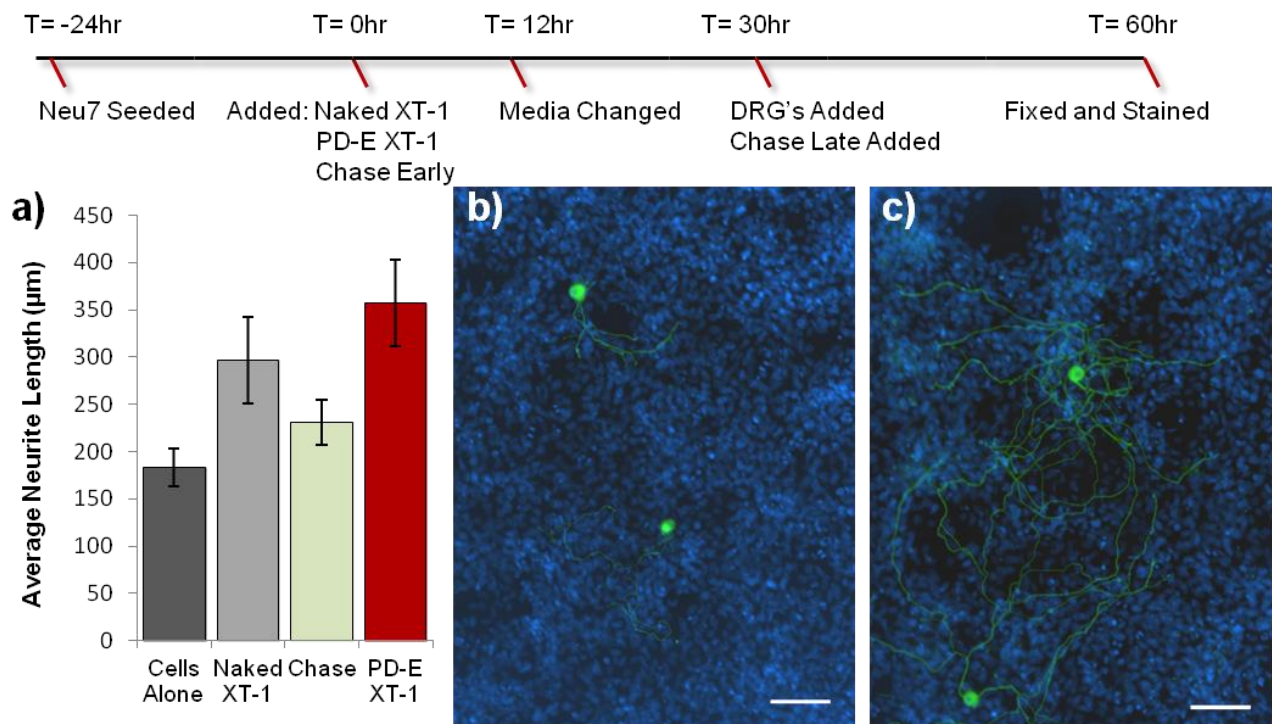 T= -24hr T= 0hr T= 12hr T= 30hr T= 60hr
Neu7 Seeded Added: Naked XT-1 Media Changed DRG's Added Fixed and Stained
PD-E XT-1 Chase Late Added
Chase Early
a)
Average Neurite Length (μm)
450
400
350
300
250
200
150
100
50
0
Cells Naked Chase PD-E
Alone XT-1 XT-1
b)
c)